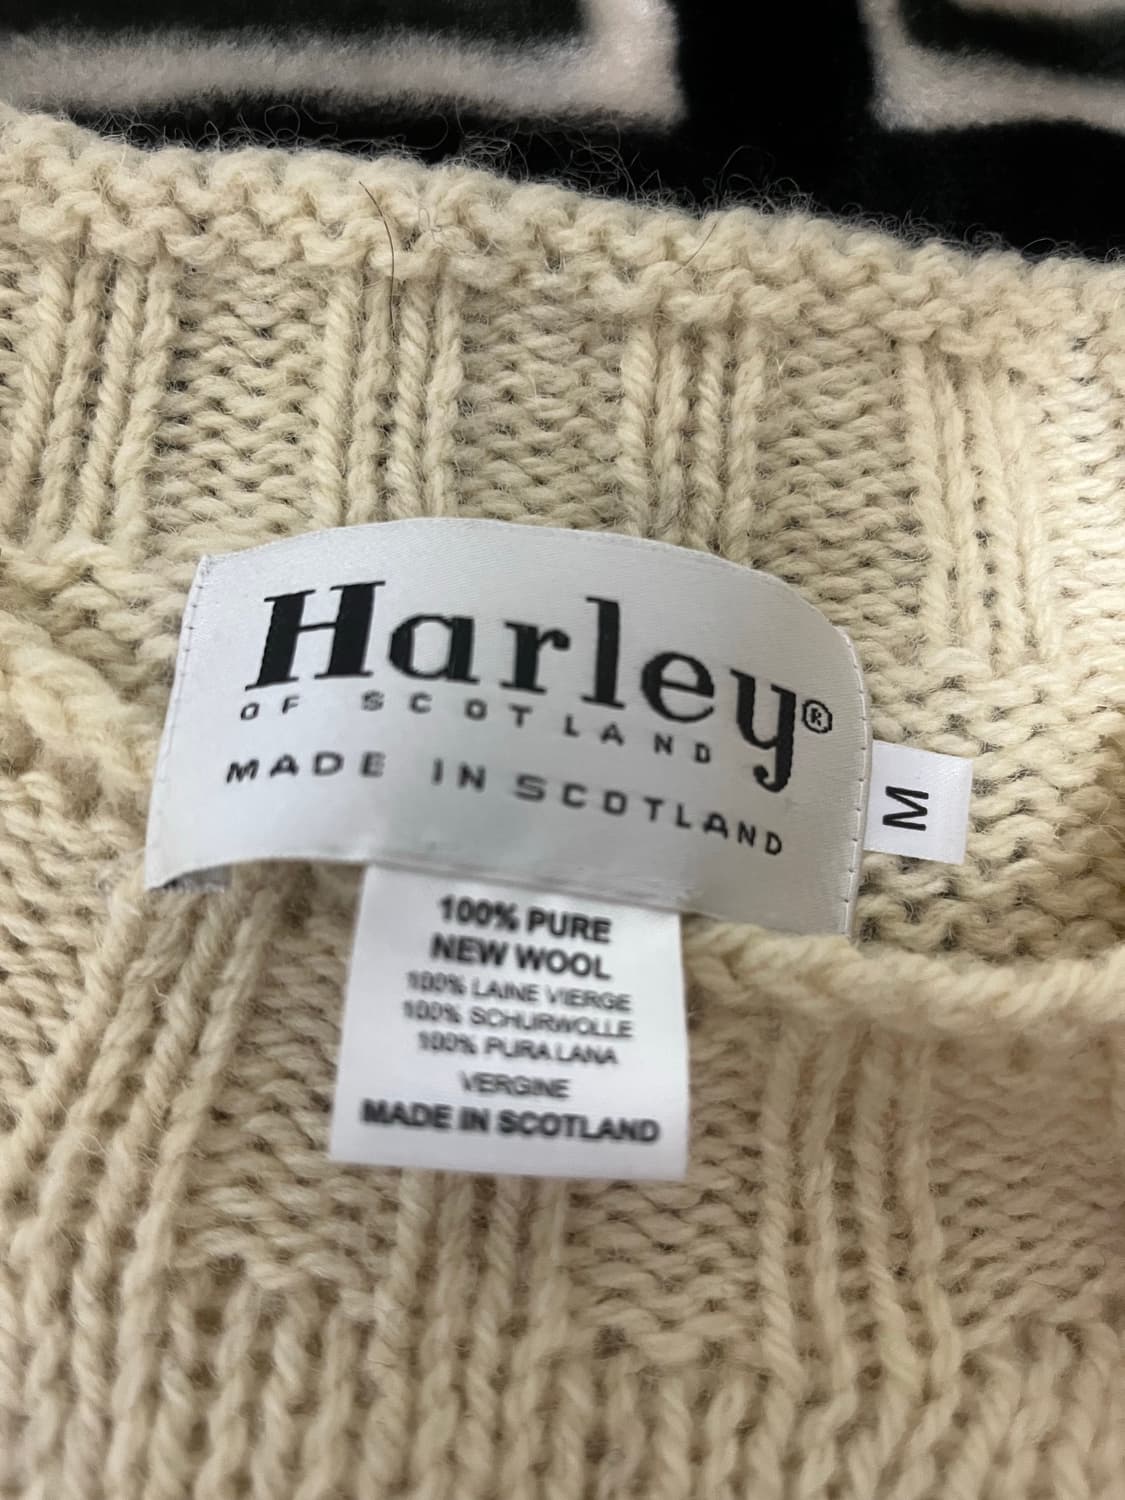 Harley®
OF SCOTLAND
MADE IN SCOTLAND
M
100% PURE
NEW WOOL
100% LAINE VIERGE
100% SCHURWOLLE
100% PURA LANA
VERGINE
MADE IN SCOTLAND